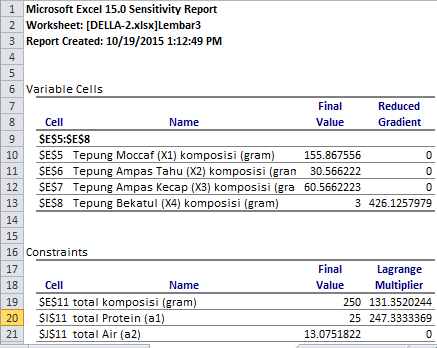 1 Microsoft Excel 15.0 Sensitivity Report
2 Worksheet: [DELLA-2.xlsx]Lembar3
3 Report Created: 10/19/2015 1:12:49 PM
4
5
6 Variable Cells
7 Final Reduced
8 Cell Name Value Gradient
9 $E$5:$E$8
10 $E$5 Tepung Moccaf (X1) komposisi (gram) 155.867556 0
11 $E$6 Tepung Ampas Tahu (X2) komposisi (gran 30.566222 0
12 $E$7 Tepung Ampas Kecap (X3) komposisi (gra 60.5662223 0
13 $E$8 Tepung Bekatul (X4) komposisi (gram) 3 426.1257979
14
15
16 Constraints
17 Final Lagrange
18 Cell Name Value Multiplier
19 $E$11 total komposisi (gram) 250 131.3520244
20 $I$11 total Protein (a1) 25 247.3333369
21 $J$11 total Air (a2) 13.0751822 0